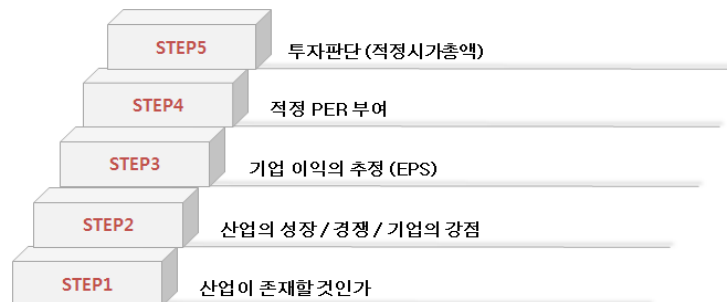 STEP5 투자판단 (적정시가총액)
STEP4 적정 PER 부여
STEP3 기업 이익의 추정 (EPS)
STEP2 산업의 성장 / 경쟁 / 기업의 강점
STEP1 산업이 존재할 것인가